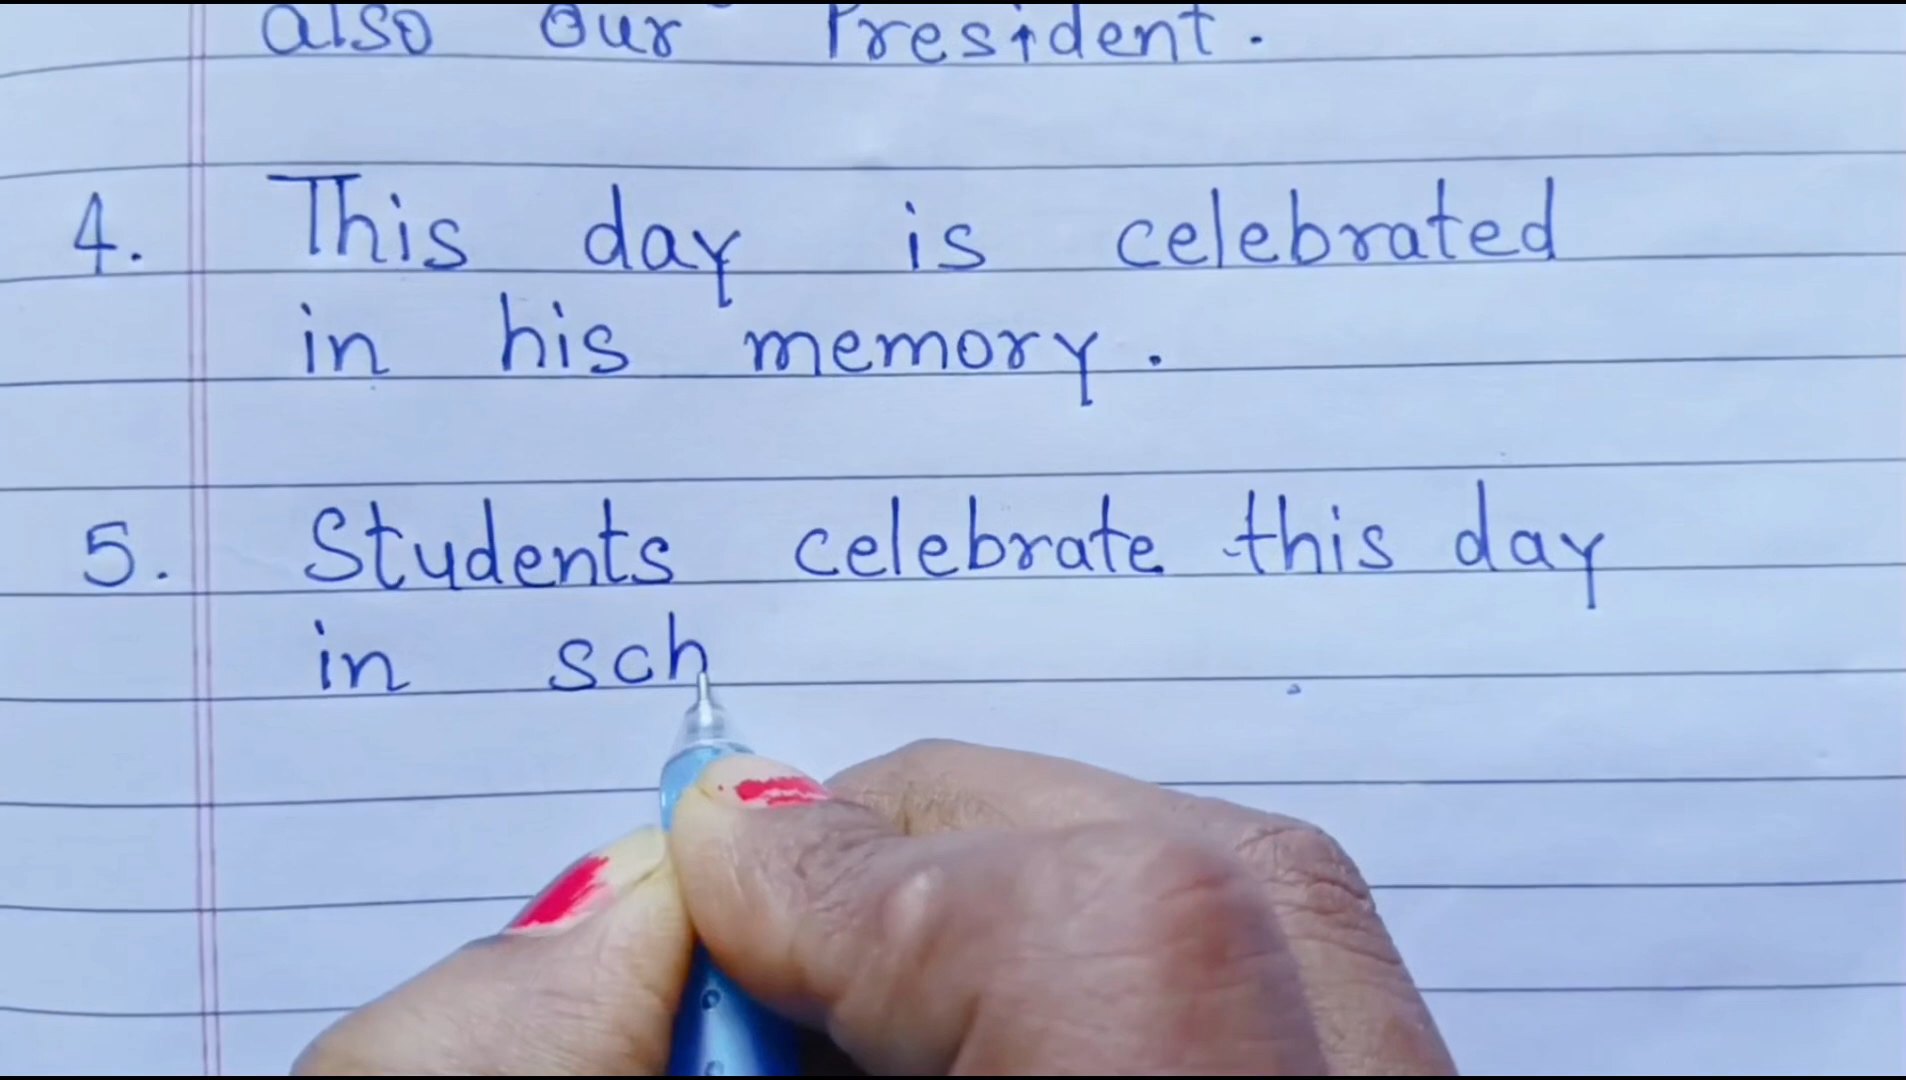 also our President.
4. This day is celebrated
in his memory.
5. Students celebrate this day
in sch